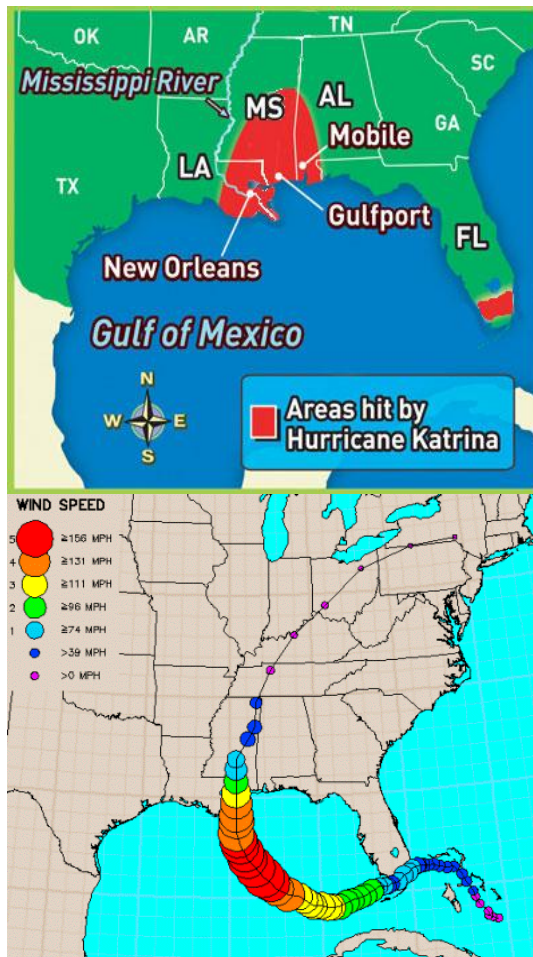 OK
AR
TN
SC
Mississippi River
MS
AL
GA
Mobile
LA
TX
Gulfport
FL
New Orleans
Gulf of Mexico
N
W
E
S
Areas hit by
Hurricane Katrina
WIND SPEED
5 ≥156 MPH
4 ≥131 MPH
3 ≥111 MPH
2 ≥96 MPH
1 ≥74 MPH
>39 MPH
>0 MPH